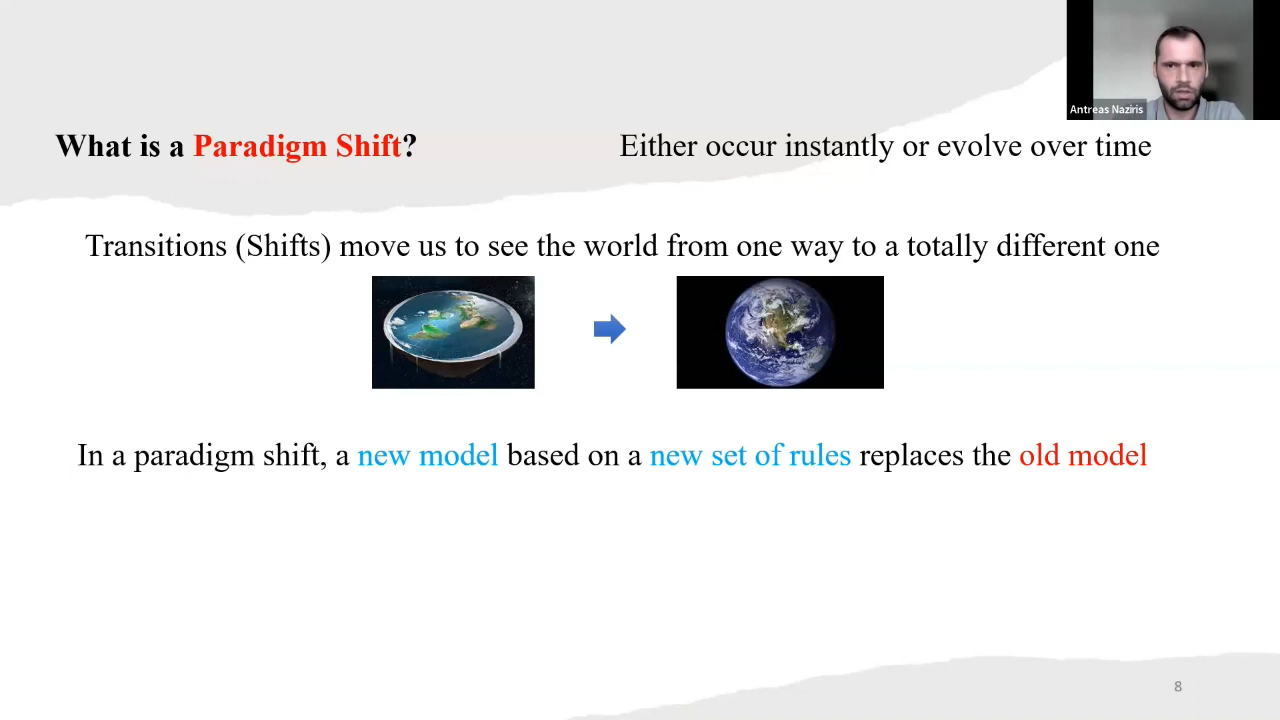 Antreas Naziris
What is a Paradigm Shift?
Either occur instantly or evolve over time
Transitions (Shifts) move us to see the world from one way to a totally different one
In a paradigm shift, a new model based on a new set of rules replaces the old model
8